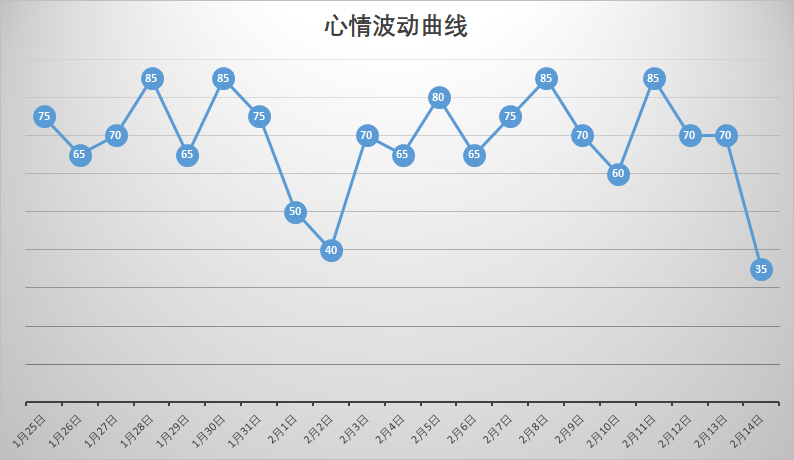 心情波动曲线
75
65
70
85
65
85
75
50
40
70
65
80
65
75
85
70
60
85
70
70
35
1月25日
1月26日
1月27日
1月28日
1月29日
1月30日
1月31日
2月1日
2月2日
2月3日
2月4日
2月5日
2月6日
2月7日
2月8日
2月9日
2月10日
2月11日
2月12日
2月13日
2月14日